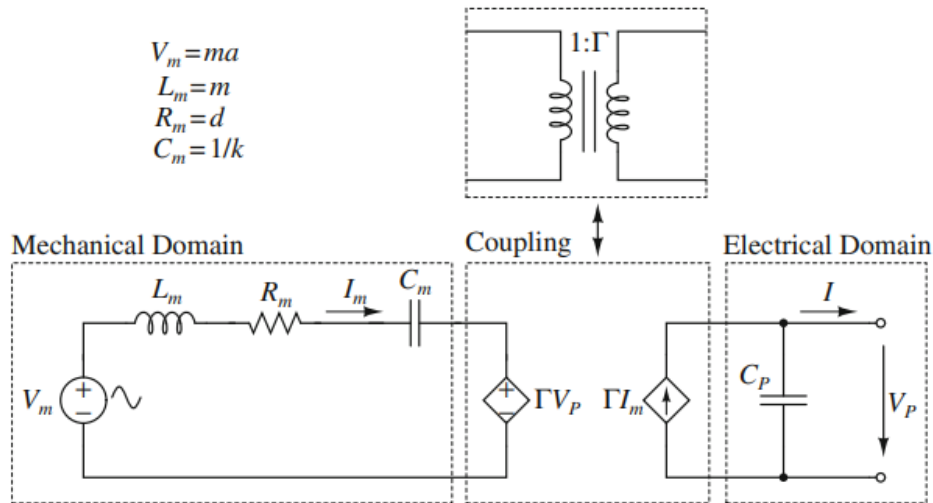 V_m=ma
L_m=m
R_m=d
C_m=1/k
1:Γ
Mechanical Domain
Coupling
Electrical Domain
L_m
R_m
I_m
C_m
I
V_m
+
−
+
−
ΓV_P
ΓI_m
C_P
V_P